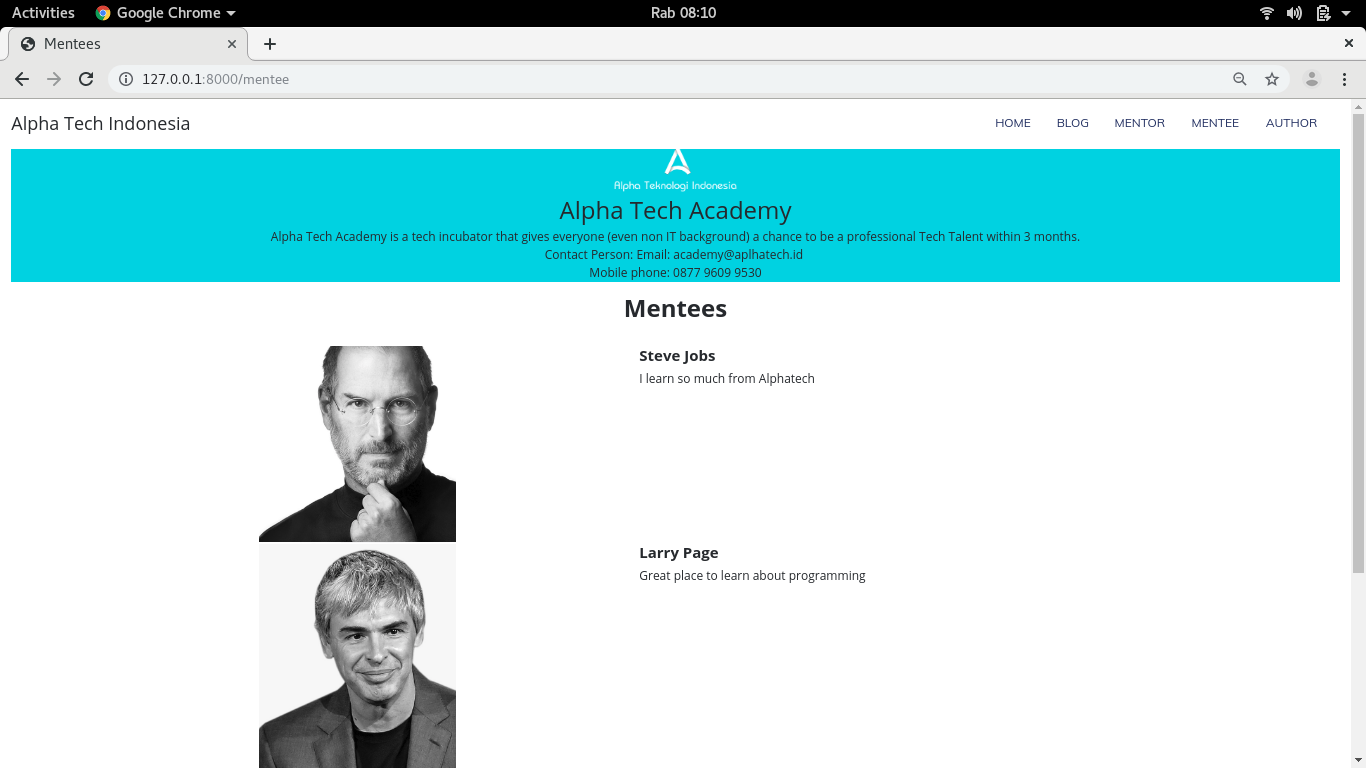 Activities Google Chrome Rab 08:10
Mentees
127.0.0.1:8000/mentee
Alpha Tech Indonesia HOME BLOG MENTOR MENTEE AUTHOR
Alpha Teknologi Indonesia
Alpha Tech Academy
Alpha Tech Academy is a tech incubator that gives everyone (even non IT background) a chance to be a professional Tech Talent within 3 months.
Contact Person: Email: academy@aplhatech.id
Mobile phone: 0877 9609 9530
Mentees
Steve Jobs
I learn so much from Alphatech
Larry Page
Great place to learn about programming